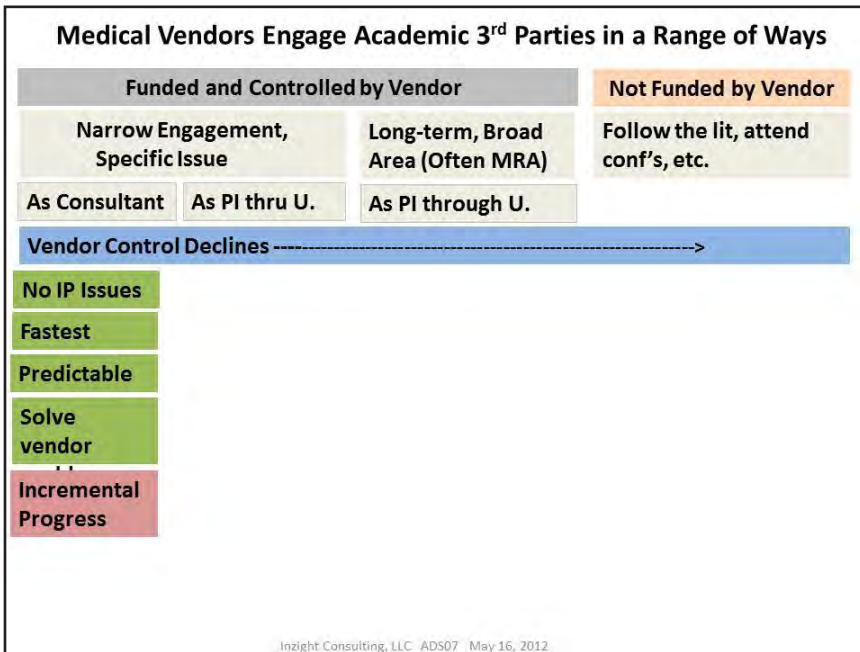 Medical Vendors Engage Academic 3rd Parties in a Range of Ways
Funded and Controlled by Vendor
Not Funded by Vendor
Narrow Engagement,
Specific Issue
Long-term, Broad
Area (Often MRA)
Follow the lit, attend
conf's, etc.
As Consultant
As PI thru U.
As PI through U.
Vendor Control Declines ------------------------------------------------------------------>
No IP Issues
Fastest
Predictable
Solve
vendor
Incremental
Progress
Inzight Consulting, LLC ADS07 May 16, 2012